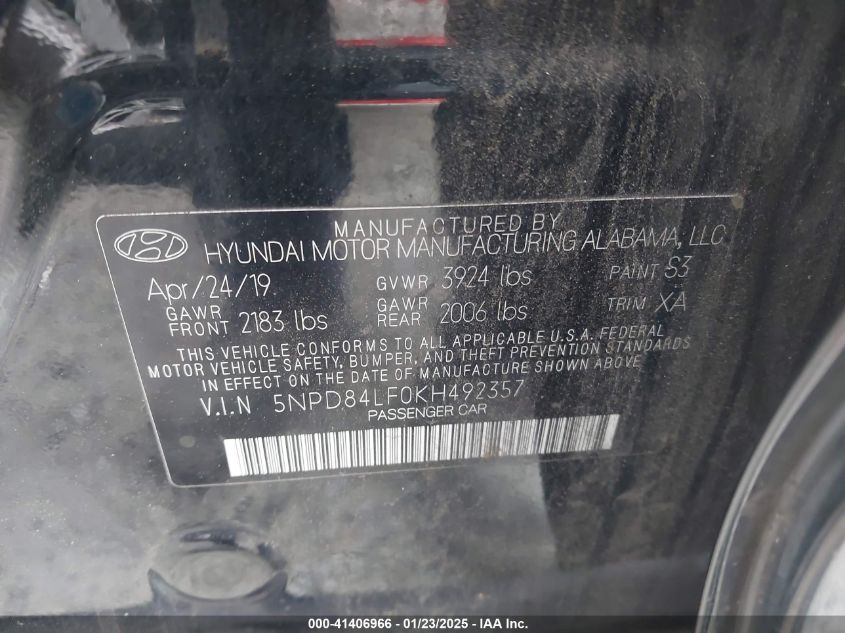 MANUFACTURED BY
HYUNDAI MOTOR MANUFACTURING ALABAMA, LLC
Apr/24/19 GVWR 3924 lbs PAINT S3
GAWR FRONT 2183 lbs GAWR REAR 2006 lbs TRIM XA
THIS VEHICLE CONFORMS TO ALL APPLICABLE U.S.A. FEDERAL
MOTOR VEHICLE SAFETY, BUMPER, AND THEFT PREVENTION STANDARDS
IN EFFECT ON THE DATE OF MANUFACTURE SHOWN ABOVE
V.I.N 5NPD84LF0KH492357
PASSENGER CAR
000-41406966 — 01/23/2025 — IAA Inc.